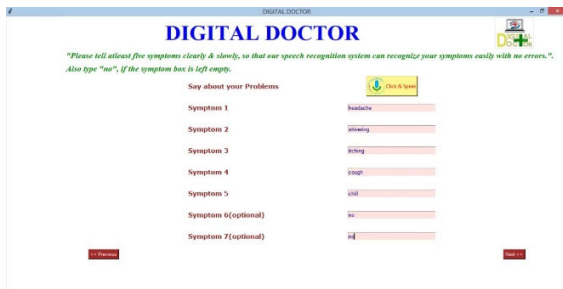 DIGITAL DOCTOR
DIGITAL DOCTOR
DIGITAL
DOCTOR
"Please tell atleast five symptoms clearly & slowly, so that our speech recognition system can recognize your symptoms easily with no errors.".
Also type "no", if the symptom box is left empty.
Say about your Problems Click & Speak
Symptom 1 headache
Symptom 2 shivering
Symptom 3 itching
Symptom 4 cough
Symptom 5 chill
Symptom 6(optional) no
Symptom 7(optional) no
<< Previous Next >>